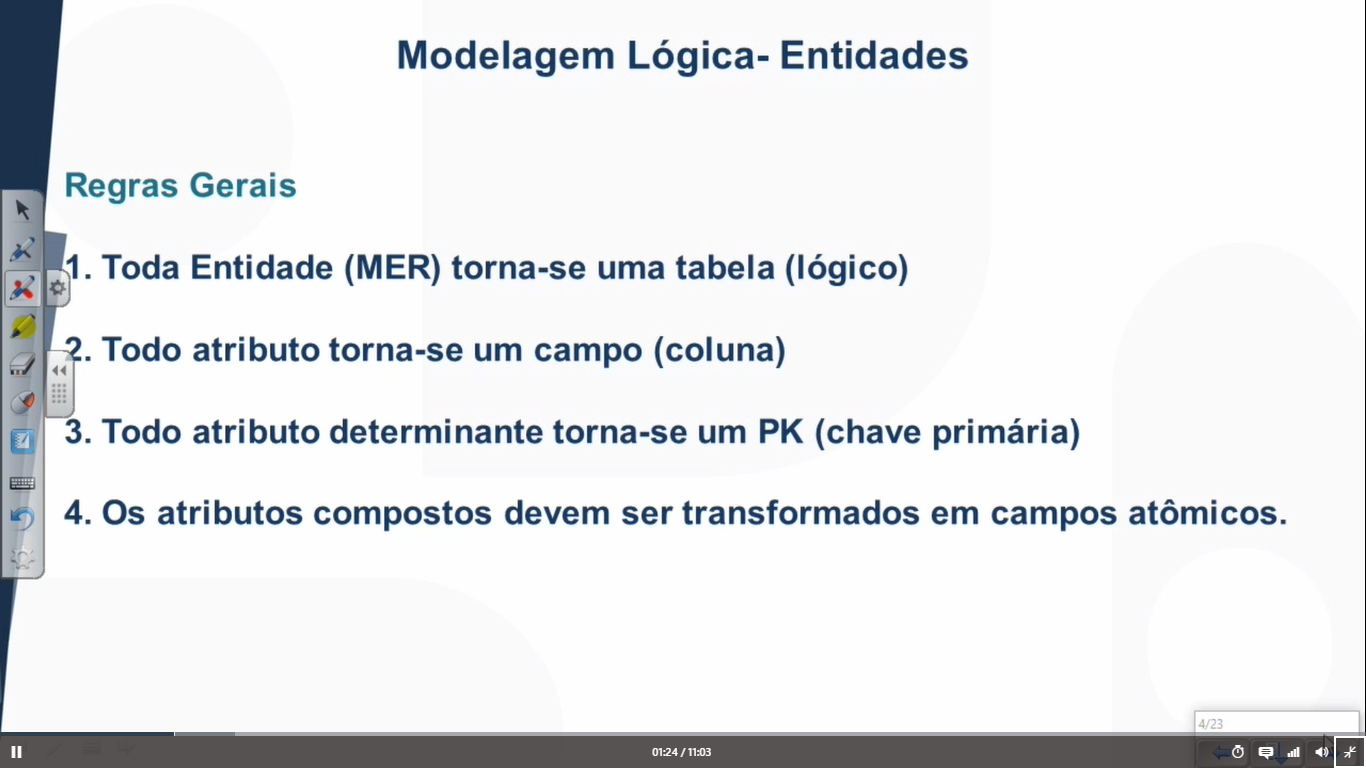 Modelagem Lógica- Entidades
Regras Gerais
1. Toda Entidade (MER) torna-se uma tabela (lógico)
2. Todo atributo torna-se um campo (coluna)
3. Todo atributo determinante torna-se um PK (chave primária)
4. Os atributos compostos devem ser transformados em campos atômicos.
4/23
01:24 / 11:03